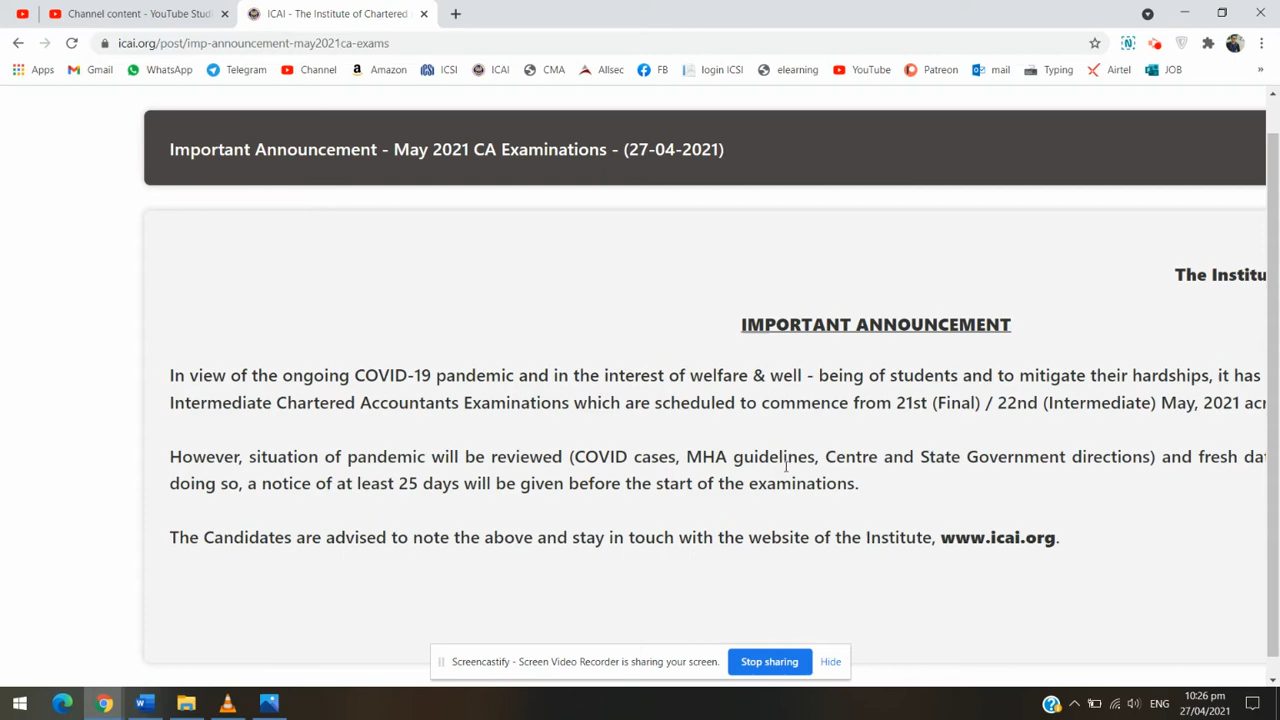 Channel content - YouTube Stud
ICAI - The Institute of Chartered
icai.org/post/imp-announcement-may2021ca-exams
Apps Gmail WhatsApp Telegram Channel Amazon ICSI ICAI CMA Allsec FB login ICSI elearning YouTube Patreon mail Typing Airtel JOB
Important Announcement - May 2021 CA Examinations - (27-04-2021)
The Institu
IMPORTANT ANNOUNCEMENT
In view of the ongoing COVID-19 pandemic and in the interest of welfare & well - being of students and to mitigate their hardships, it has
Intermediate Chartered Accountants Examinations which are scheduled to commence from 21st (Final) / 22nd (Intermediate) May, 2021 acr
However, situation of pandemic will be reviewed (COVID cases, MHA guidelines, Centre and State Government directions) and fresh dat
doing so, a notice of at least 25 days will be given before the start of the examinations.
The Candidates are advised to note the above and stay in touch with the website of the Institute, www.icai.org.
Screencastify - Screen Video Recorder is sharing your screen. Stop sharing Hide
ENG
10:26 pm
27/04/2021